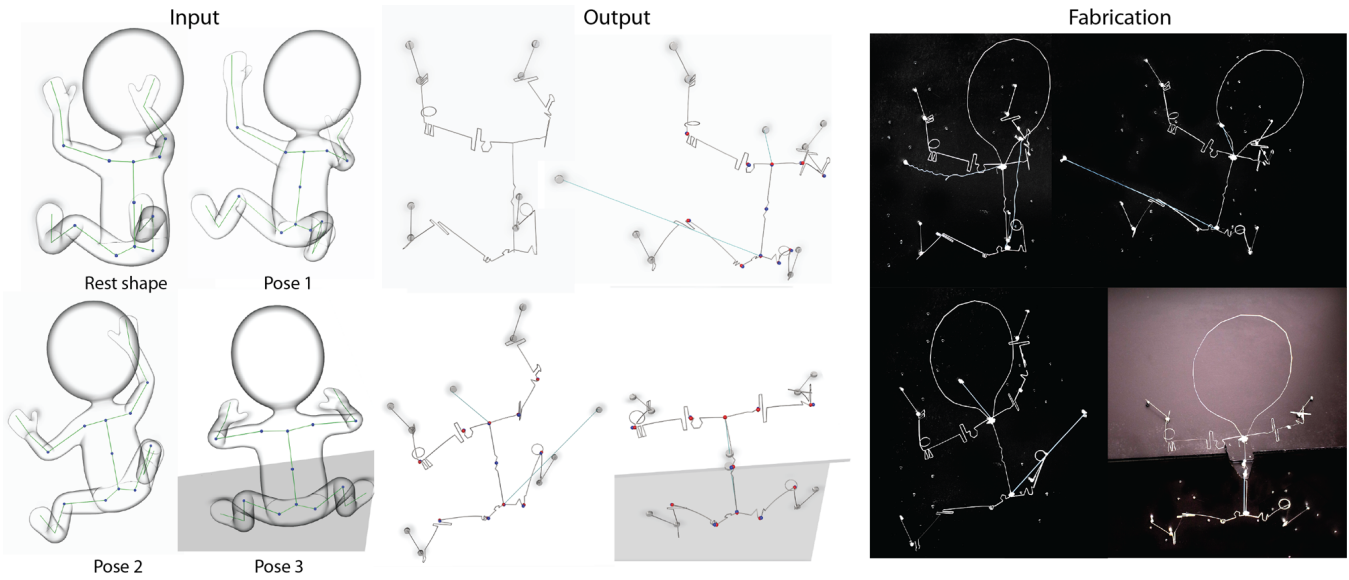 Input
Output
Fabrication
Rest shape
Pose 1
Pose 2
Pose 3